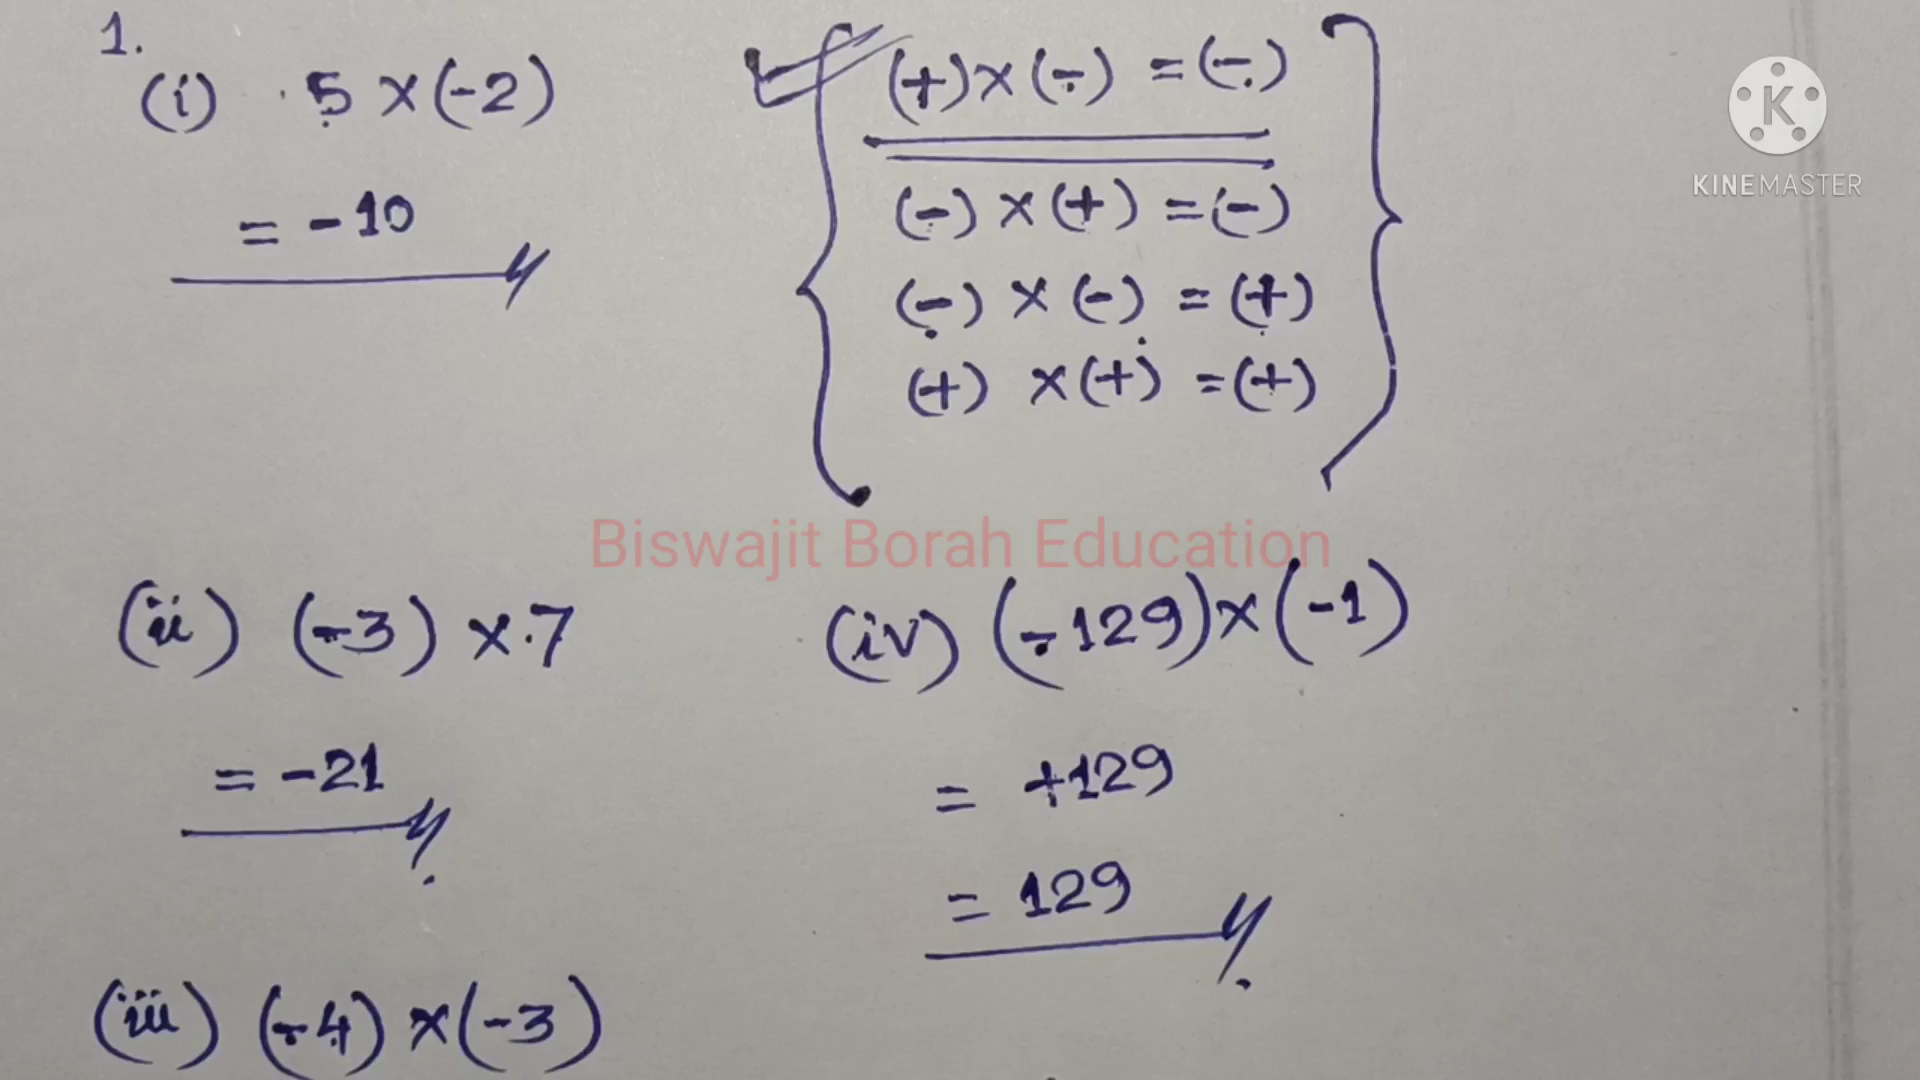 1.
(i) 5 × (-2)
= -10
(+) × (-) = (-)
(-) × (+) = (-)
(-) × (-) = (+)
(+) × (+) = (+)
KINEMASTER
Biswajit Borah Education
(ii) (-3) × 7
= -21
(iv) (-129) × (-1)
= +129
= 129
(iii) (-4) × (-3)